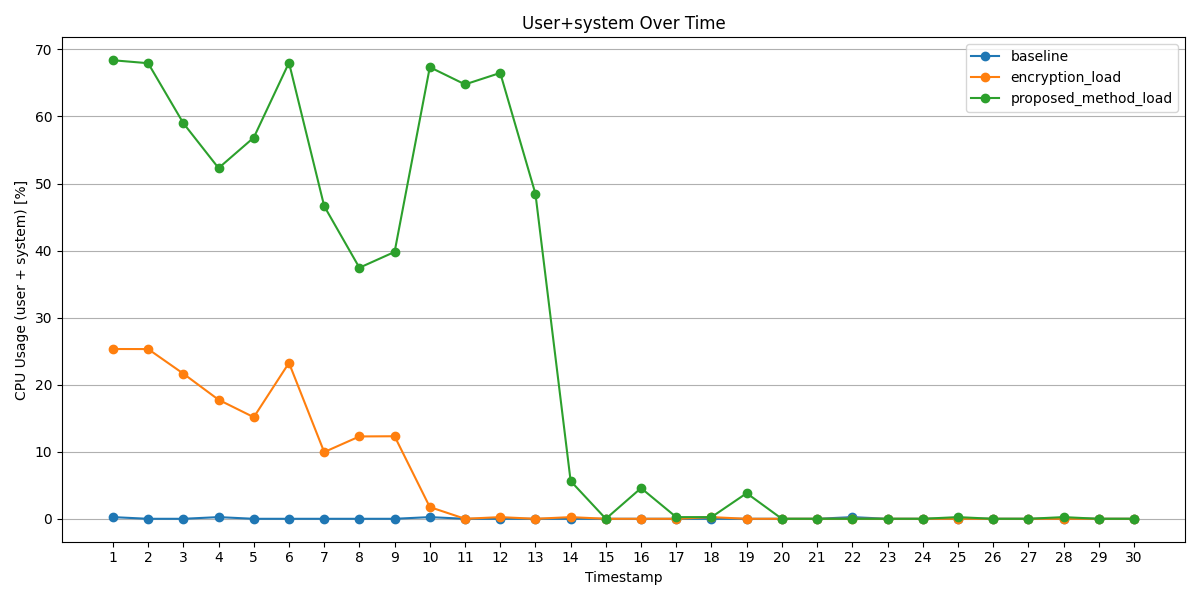 User+system Over Time
baseline
encryption_load
proposed_method_load
CPU Usage (user + system) [%]
70
60
50
40
30
20
10
0
1 2 3 4 5 6 7 8 9 10 11 12 13 14 15 16 17 18 19 20 21 22 23 24 25 26 27 28 29 30
Timestamp